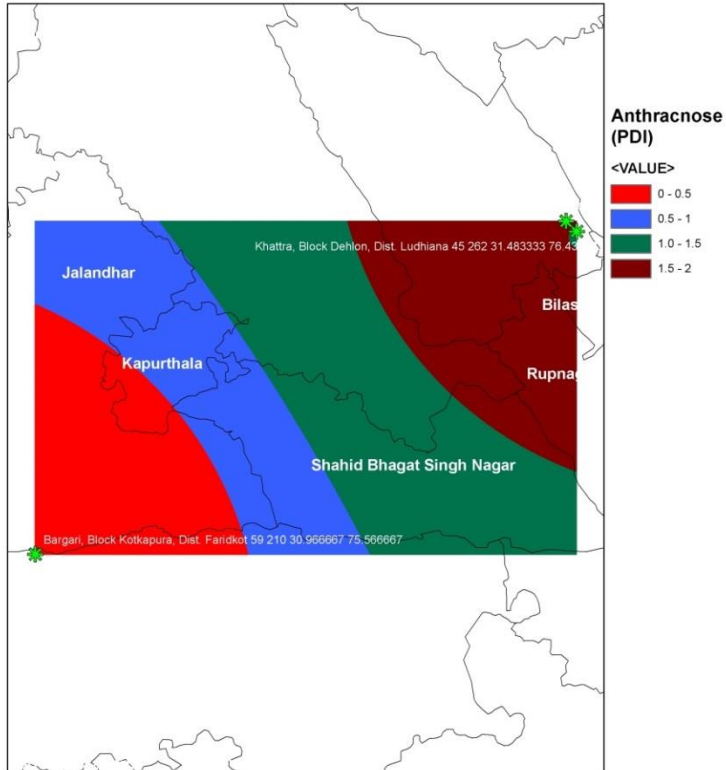 Anthracnose
(PDI)
<VALUE>
0 - 0.5
0.5 - 1
1.0 - 1.5
1.5 - 2
Khattra, Block Dehlon, Dist. Ludhiana 45 262 31.483333 76.43
Jalandhar
Bilas
Kapurthala
Rupnag
Shahid Bhagat Singh Nagar
Bargari, Block Kotkapura, Dist. Faridkot 59 210 30.966667 75.566667